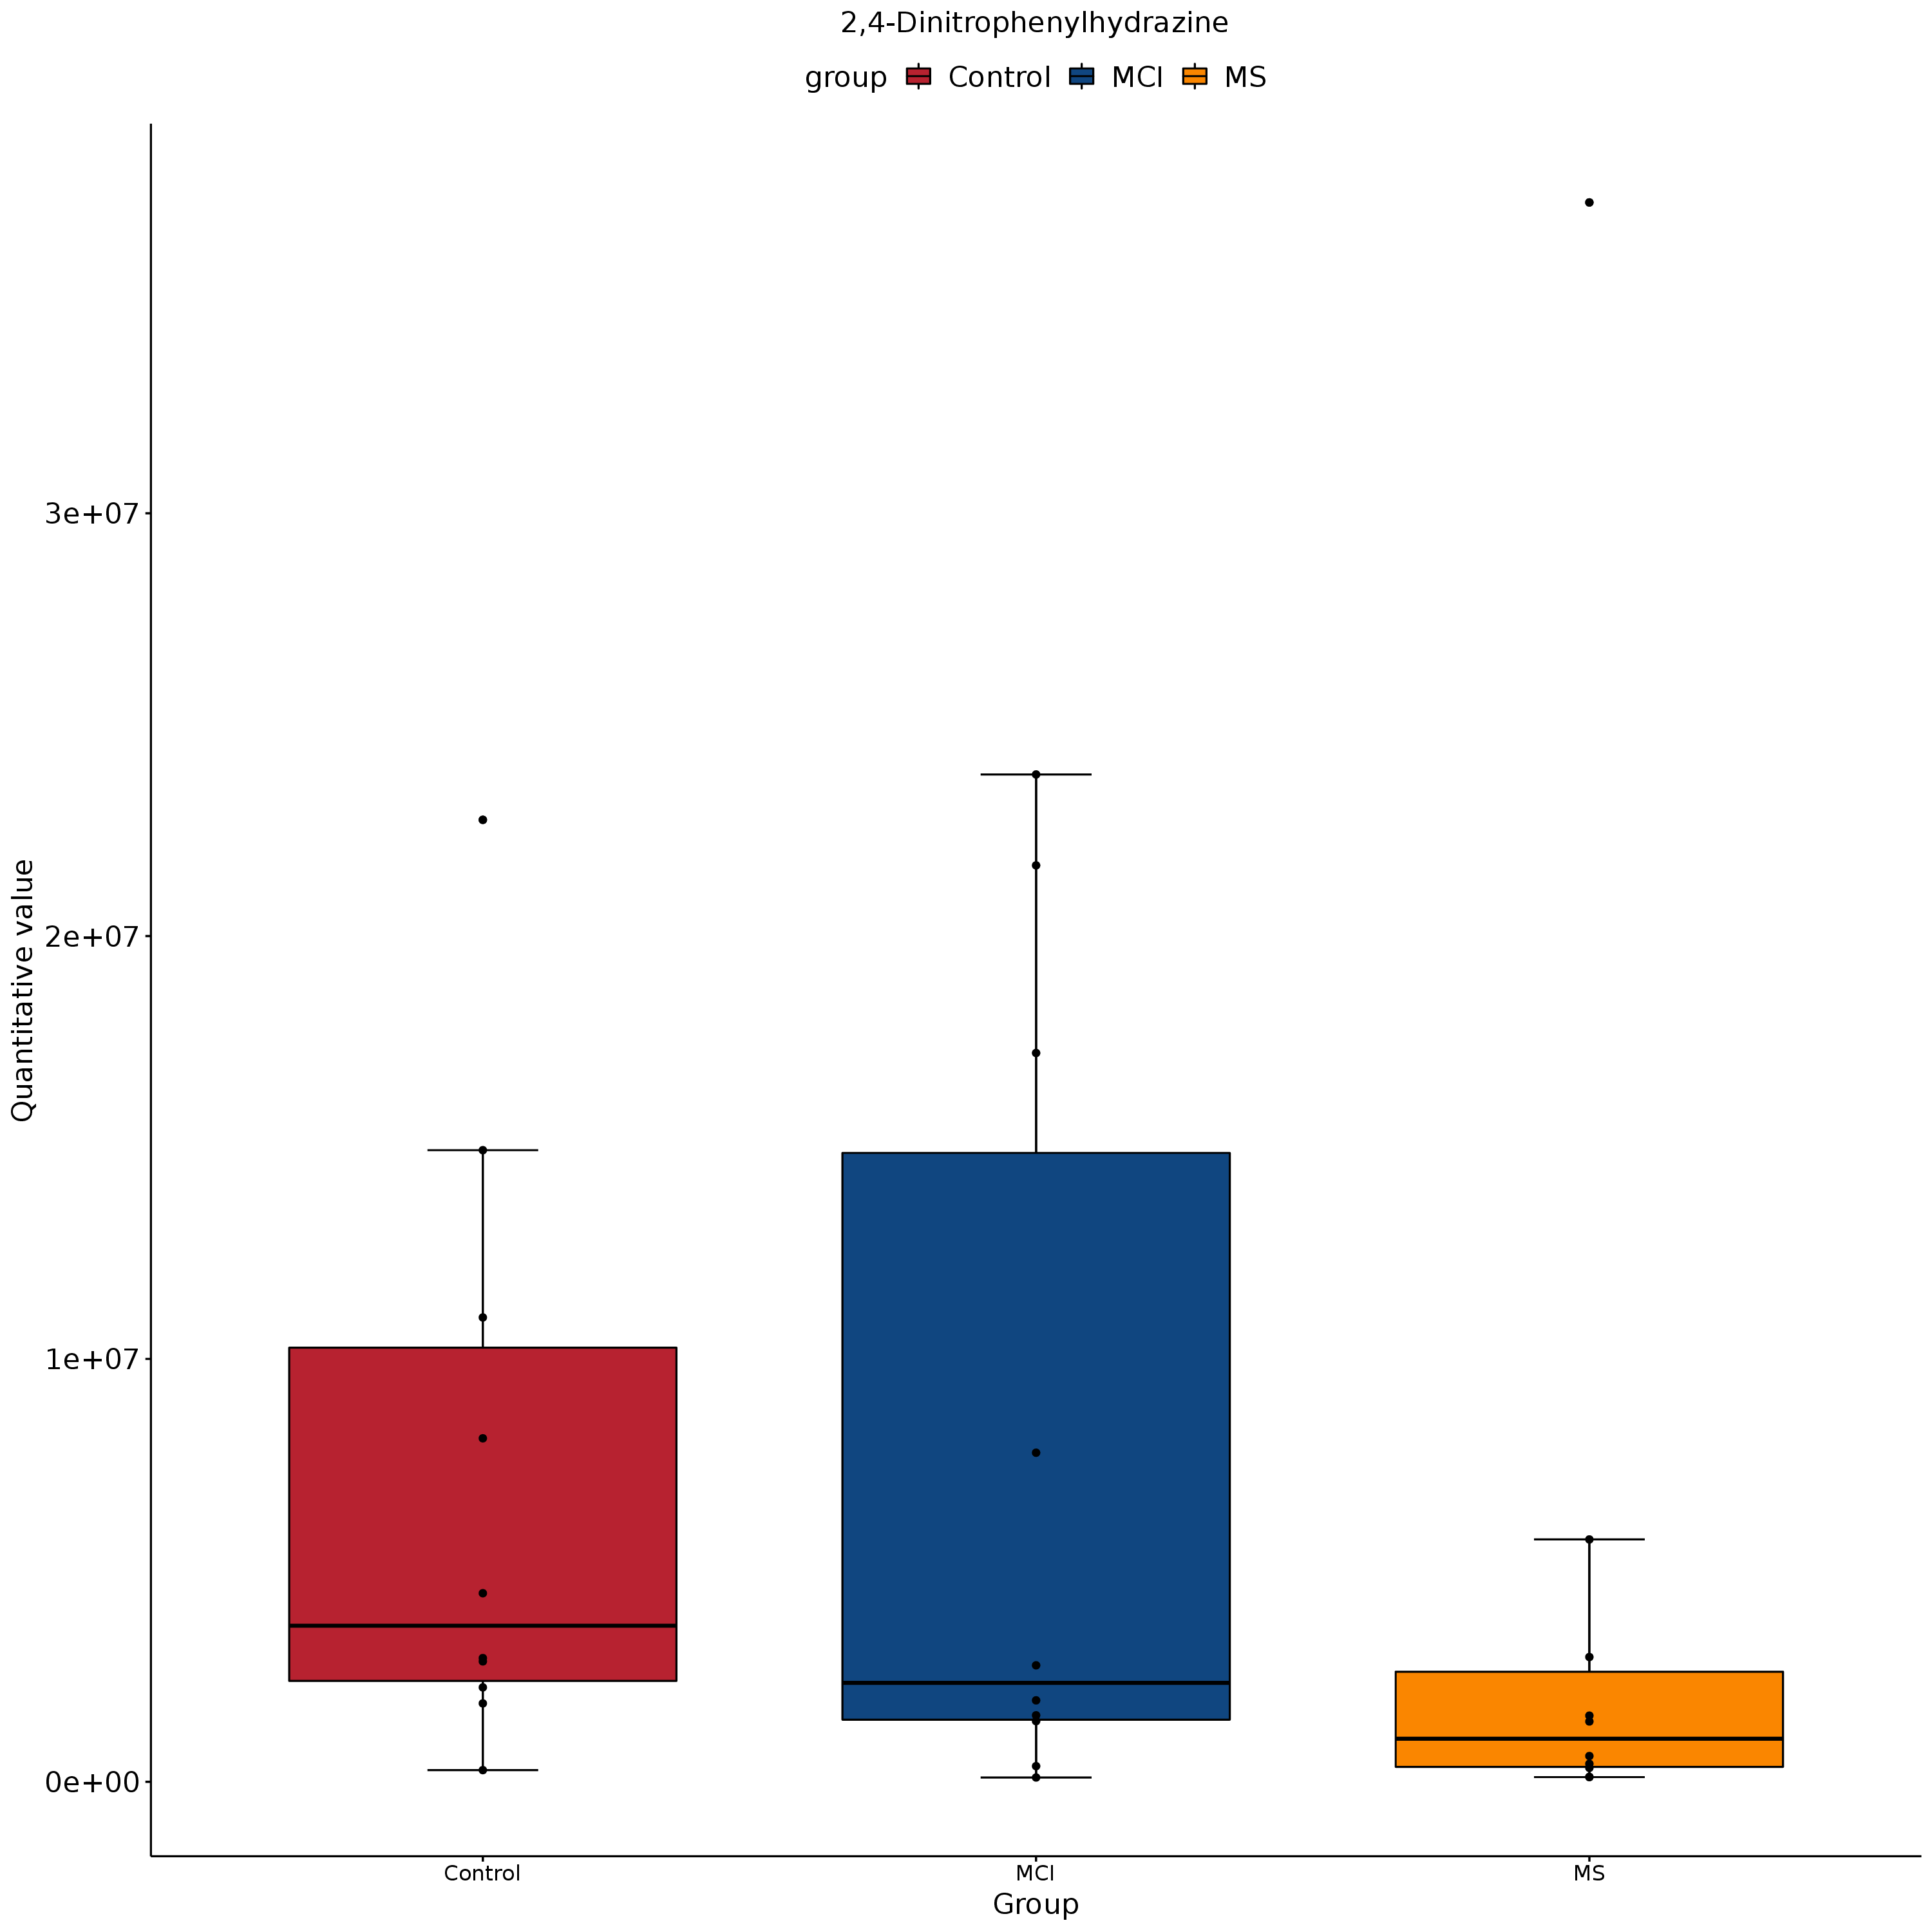 2,4-Dinitrophenylhydrazine
group Control MCI MS
Quantitative value
3e+07
2e+07
1e+07
0e+00
Control MCI MS
Group